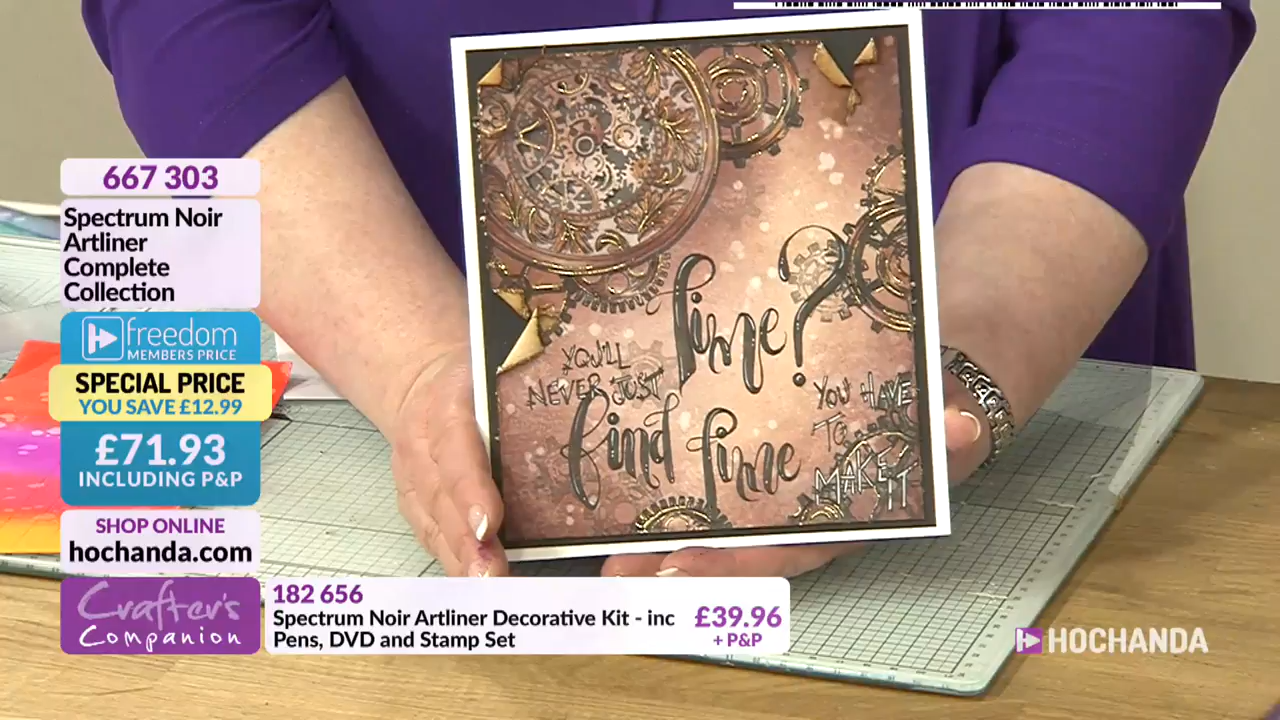 667 303
Spectrum Noir
Artliner
Complete
Collection
freedom
MEMBERS PRICE
SPECIAL PRICE
YOU SAVE £12.99
£71.93
INCLUDING P&P
SHOP ONLINE
hochanda.com
Crafter's
Companion
182 656
Spectrum Noir Artliner Decorative Kit - inc
Pens, DVD and Stamp Set
£39.96
+ P&P
HOCHANDA
time?
YOU'LL
NEVER JUST
find time
YOU HAVE
TO
MAKE IT